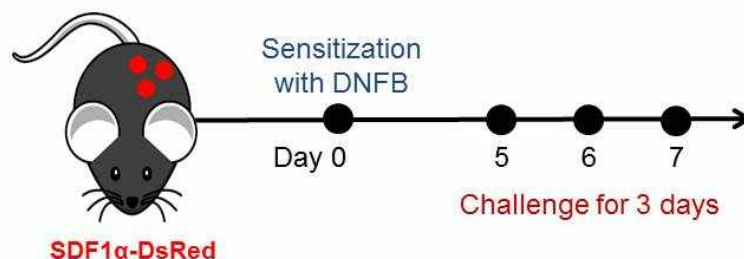 Sensitization
with DNFB
Day 0 5 6 7
Challenge for 3 days
SDF1α-DsRed